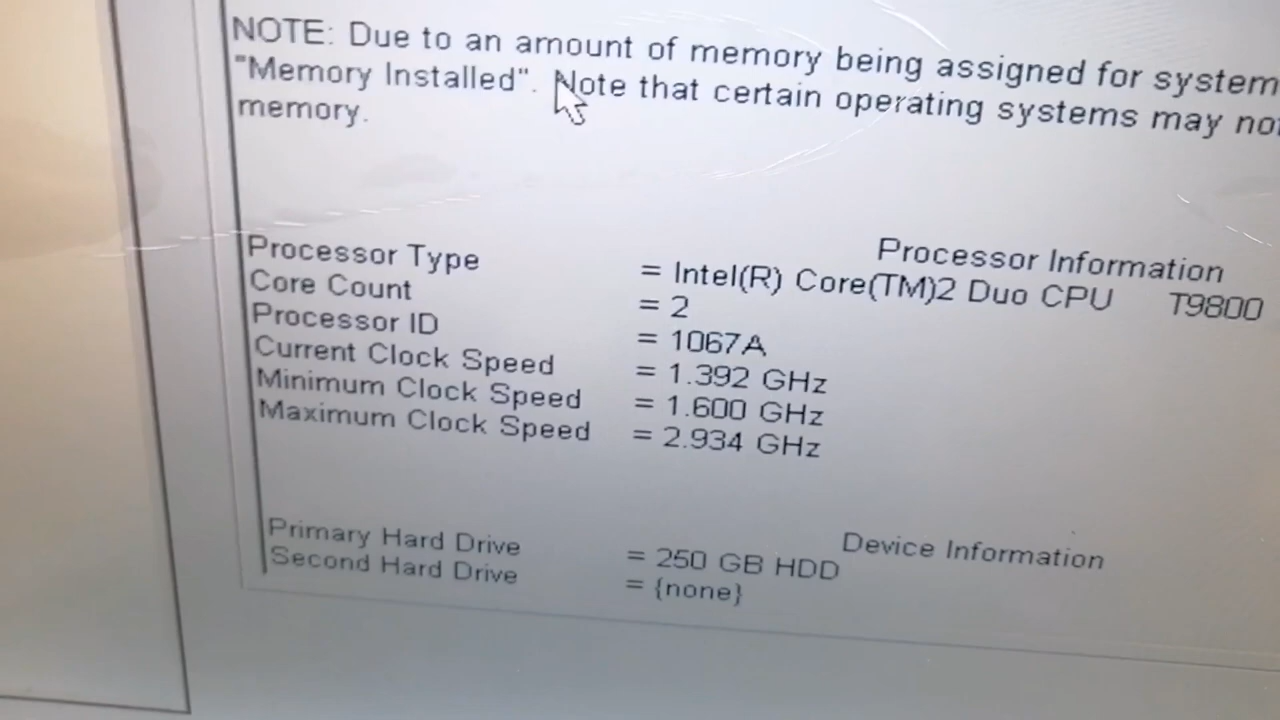 NOTE: Due to an amount of memory being assigned for system
"Memory Installed". Note that certain operating systems may not
memory.
Processor Information
Processor Type = Intel(R) Core(TM)2 Duo CPU T9800
Core Count = 2
Processor ID = 1067A
Current Clock Speed = 1.392 GHz
Minimum Clock Speed = 1.600 GHz
Maximum Clock Speed = 2.934 GHz
Device Information
Primary Hard Drive = 250 GB HDD
Second Hard Drive = {none}